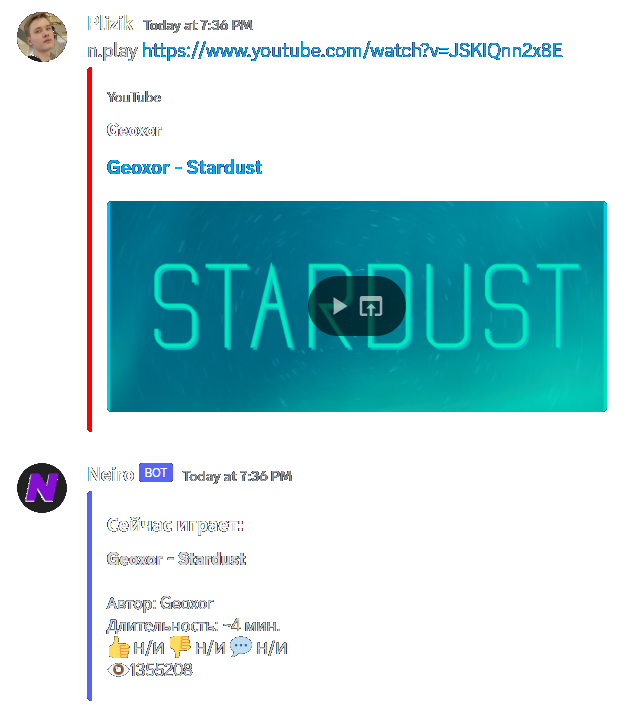 Plizik Today at 7:36 PM
n.play https://www.youtube.com/watch?v=JSKIQnn2x8E
YouTube
Geoxor
Geoxor - Stardust
STARDUST
N
Neiro BOT Today at 7:36 PM
Сейчас играет:
Geoxor - Stardust
Автор: Geoxor
Длительность: ~4 мин.
👍 Н/И 👎 Н/И 💬 Н/И
👁1355208